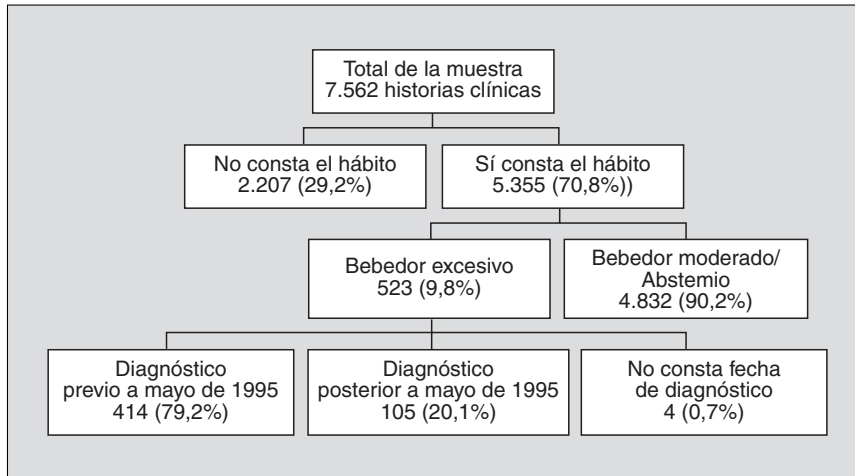 Total de la muestra
7.562 historias clínicas
No consta el hábito
2.207 (29,2%)
Sí consta el hábito
5.355 (70,8%))
Bebedor excesivo
523 (9,8%)
Bebedor moderado/
Abstemio
4.832 (90,2%)
Diagnóstico
previo a mayo de 1995
414 (79,2%)
Diagnóstico
posterior a mayo de 1995
105 (20,1%)
No consta fecha
de diagnóstico
4 (0,7%)